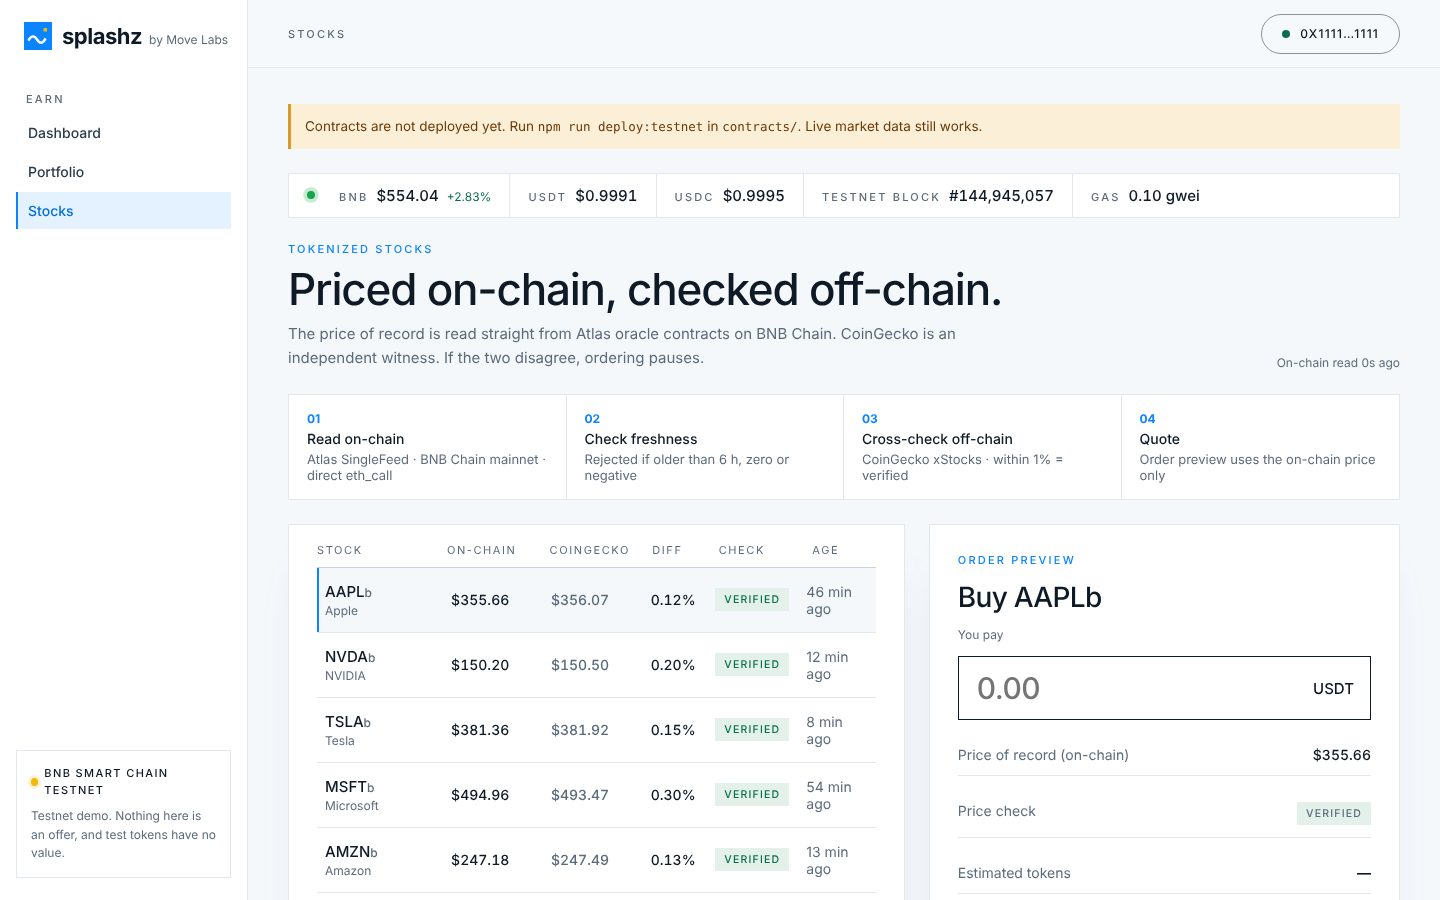 splashz by Move Labs
EARN
Dashboard
Portfolio
Stocks
BNB SMART CHAIN
TESTNET
Testnet demo. Nothing here is
an offer, and test tokens have no
value.
STOCKS
0X1111...1111
Contracts are not deployed yet. Run npm run deploy:testnet in contracts/. Live market data still works.
BNB $554.04 +2.83%
USDT $0.9991
USDC $0.9995
TESTNET BLOCK #144,945,057
GAS 0.10 gwei
TOKENIZED STOCKS
Priced on-chain, checked off-chain.
The price of record is read straight from Atlas oracle contracts on BNB Chain. CoinGecko is an
independent witness. If the two disagree, ordering pauses.
On-chain read 0s ago
01
Read on-chain
Atlas SingleFeed · BNB Chain mainnet ·
direct eth_call
02
Check freshness
Rejected if older than 6 h, zero or
negative
03
Cross-check off-chain
CoinGecko xStocks · within 1% =
verified
04
Quote
Order preview uses the on-chain price
only
STOCK ON-CHAIN COINGECKO DIFF CHECK AGE
AAPLb $355.66 $356.07 0.12% VERIFIED 46 min ago
Apple
NVDAb $150.20 $150.50 0.20% VERIFIED 12 min ago
NVIDIA
TSLAb $381.36 $381.92 0.15% VERIFIED 8 min ago
Tesla
MSFTb $494.96 $493.47 0.30% VERIFIED 54 min ago
Microsoft
AMZNb $247.18 $247.49 0.13% VERIFIED 13 min ago
Amazon
ORDER PREVIEW
Buy AAPLb
You pay
0.00 USDT
Price of record (on-chain) $355.66
Price check VERIFIED
Estimated tokens —